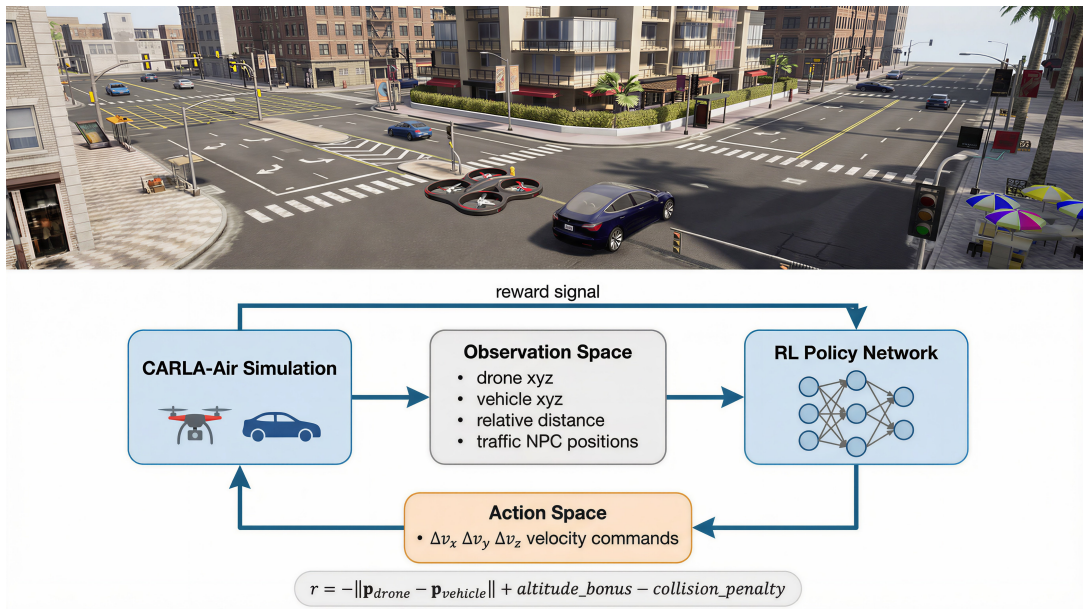 reward signal
CARLA-Air Simulation
Observation Space
• drone xyz
• vehicle xyz
• relative distance
• traffic NPC positions
RL Policy Network
Action Space
• Δv_x Δv_y Δv_z velocity commands
r = −‖p_drone − p_vehicle‖ + altitude_bonus − collision_penalty